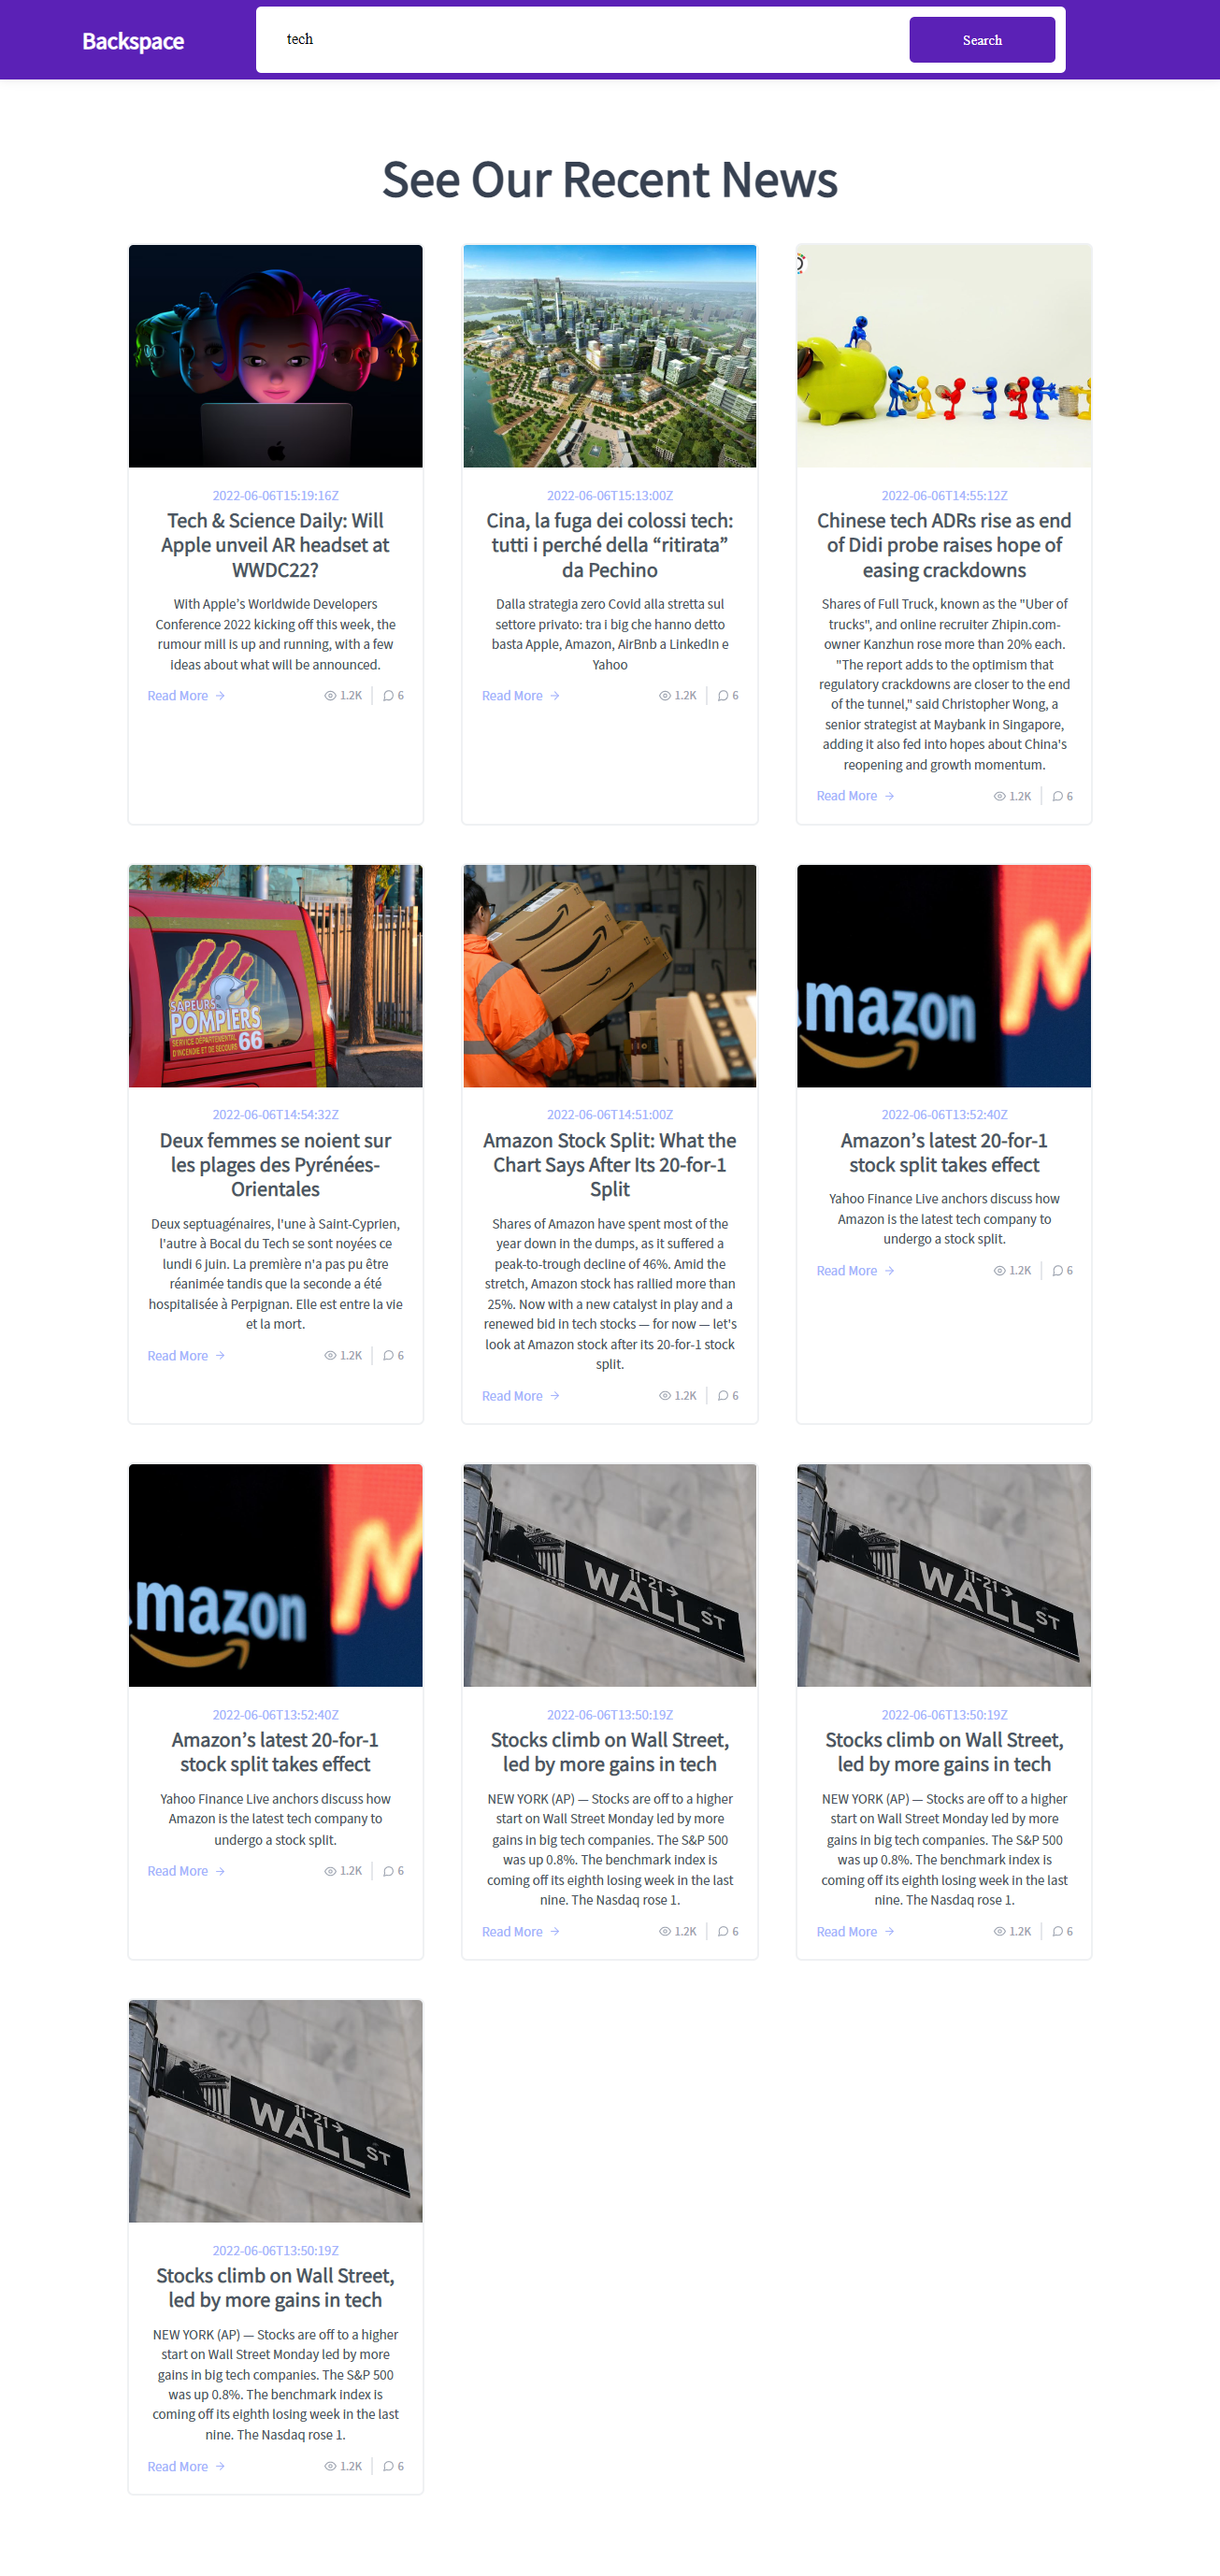 Backspace
tech
Search
See Our Recent News
2022-06-06T15:19:16Z
Tech & Science Daily: Will
Apple unveil AR headset at
WWDC22?
With Apple's Worldwide Developers
Conference 2022 kicking off this week, the
rumour mill is up and running, with a few
ideas about what will be announced.
Read More →
1.2K
6
2022-06-06T15:13:00Z
Cina, la fuga dei colossi tech:
tutti i perché della “ritirata”
da Pechino
Dalla strategia zero Covid alla stretta sul
settore privato: tra i big che hanno detto
basta Apple, Amazon, AirBnb a LinkedIn e
Yahoo
Read More →
1.2K
6
2022-06-06T14:55:12Z
Chinese tech ADRs rise as end
of Didi probe raises hope of
easing crackdowns
Shares of Full Truck, known as the "Uber of
trucks", and online recruiter Zhipin.com-
owner Kanzhun rose more than 20% each.
"The report adds to the optimism that
regulatory crackdowns are closer to the end
of the tunnel," said Christopher Wong, a
senior strategist at Maybank in Singapore,
adding it also fed into hopes about China's
reopening and growth momentum.
Read More →
1.2K
6
SAPEURS
POMPIERS
SERVICE DÉPARTEMENTAL
D'INCENDIE ET DE SECOURS 66
2022-06-06T14:54:32Z
Deux femmes se noient sur
les plages des Pyrénées-
Orientales
Deux septuagénaires, l'une à Saint-Cyprien,
l'autre à Bocal du Tech se sont noyées ce
lundi 6 juin. La première n'a pas pu être
réanimée tandis que la seconde a été
hospitalisée à Perpignan. Elle est entre la vie
et la mort.
Read More →
1.2K
6
2022-06-06T14:51:00Z
Amazon Stock Split: What the
Chart Says After Its 20-for-1
Split
Shares of Amazon have spent most of the
year down in the dumps, as it suffered a
peak-to-trough decline of 46%. Amid the
stretch, Amazon stock has rallied more than
25%. Now with a new catalyst in play and a
renewed bid in tech stocks — for now — let's
look at Amazon stock after its 20-for-1 stock
split.
Read More →
1.2K
6
mazon
2022-06-06T13:52:40Z
Amazon’s latest 20-for-1
stock split takes effect
Yahoo Finance Live anchors discuss how
Amazon is the latest tech company to
undergo a stock split.
Read More →
1.2K
6
mazon
2022-06-06T13:52:40Z
Amazon’s latest 20-for-1
stock split takes effect
Yahoo Finance Live anchors discuss how
Amazon is the latest tech company to
undergo a stock split.
Read More →
1.2K
6
11-21 →
WALL ST
2022-06-06T13:50:19Z
Stocks climb on Wall Street,
led by more gains in tech
NEW YORK (AP) — Stocks are off to a higher
start on Wall Street Monday led by more
gains in big tech companies. The S&P 500
was up 0.8%. The benchmark index is
coming off its eighth losing week in the last
nine. The Nasdaq rose 1.
Read More →
1.2K
6
11-21 →
WALL ST
2022-06-06T13:50:19Z
Stocks climb on Wall Street,
led by more gains in tech
NEW YORK (AP) — Stocks are off to a higher
start on Wall Street Monday led by more
gains in big tech companies. The S&P 500
was up 0.8%. The benchmark index is
coming off its eighth losing week in the last
nine. The Nasdaq rose 1.
Read More →
1.2K
6
11-21 →
WALL ST
2022-06-06T13:50:19Z
Stocks climb on Wall Street,
led by more gains in tech
NEW YORK (AP) — Stocks are off to a higher
start on Wall Street Monday led by more
gains in big tech companies. The S&P 500
was up 0.8%. The benchmark index is
coming off its eighth losing week in the last
nine. The Nasdaq rose 1.
Read More →
1.2K
6